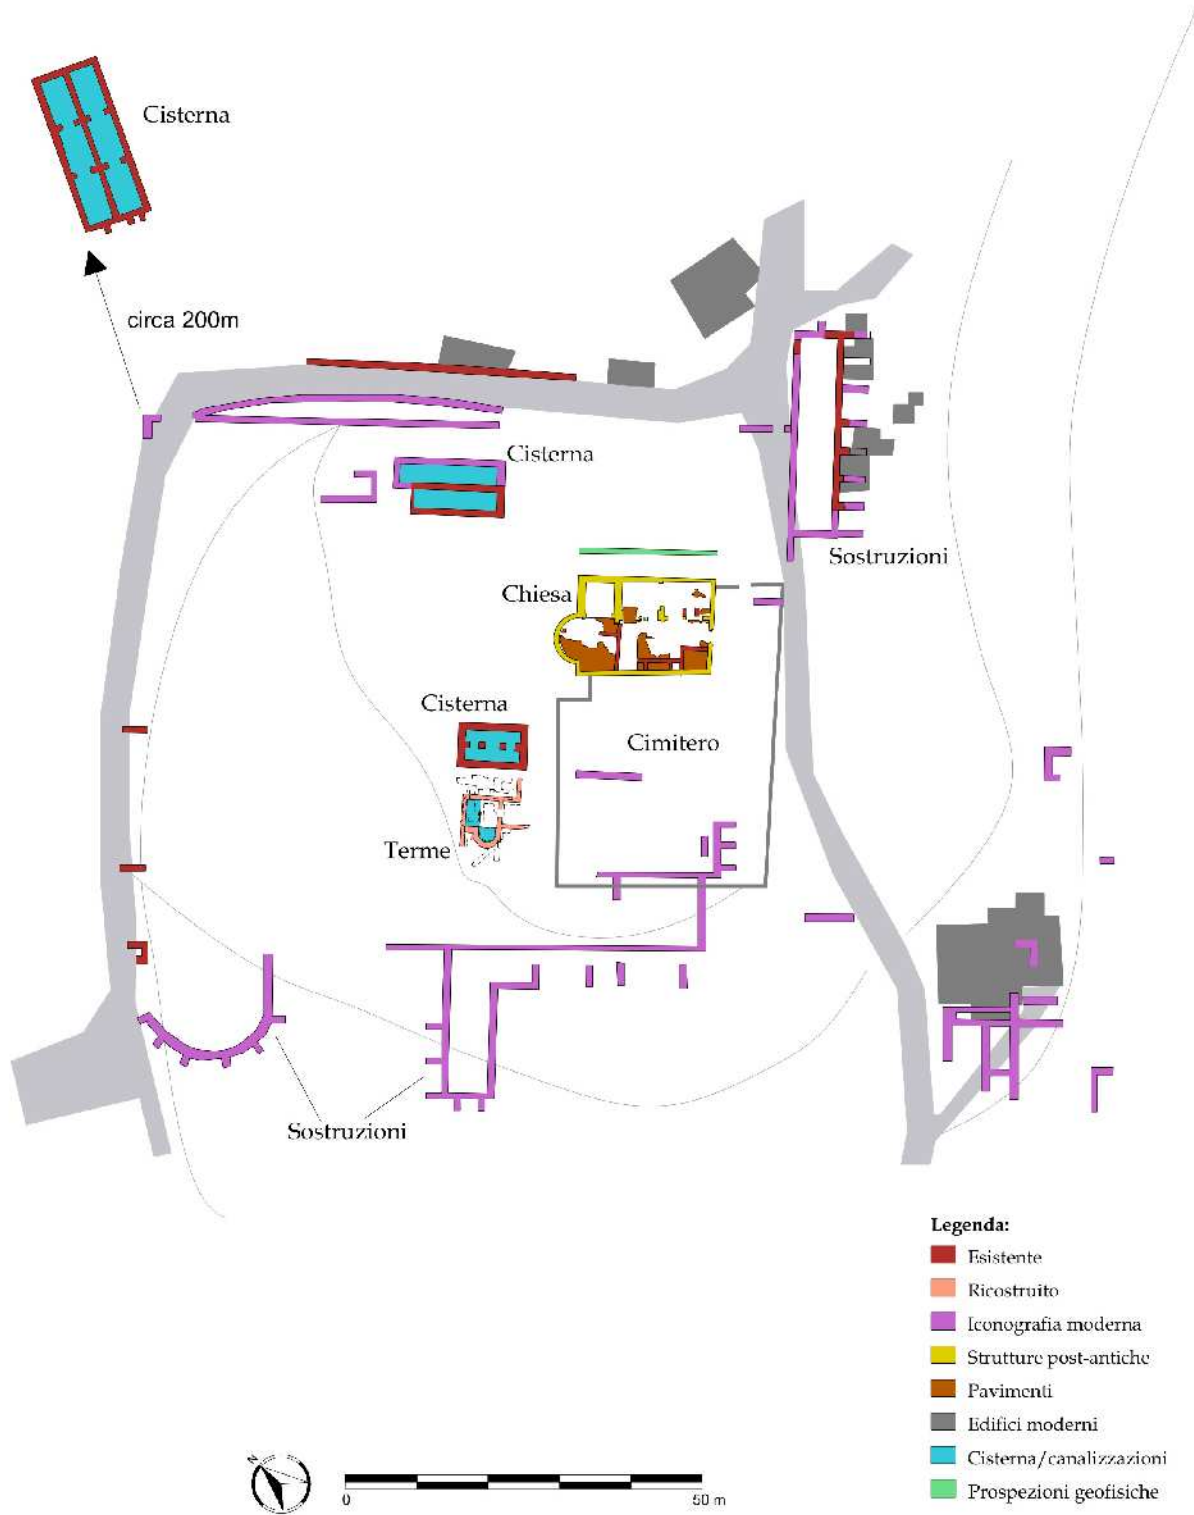 Cisterna
circa 200m
Cisterna
Sostruzioni
Chiesa
Cisterna
Cimitero
Terme
Sostruzioni
Legenda:
Esistente
Ricostruito
Iconografia moderna
Strutture post-antiche
Pavimenti
Edifici moderni
Cisterna/canalizzazioni
Prospezioni geofisiche
N
0 50 m